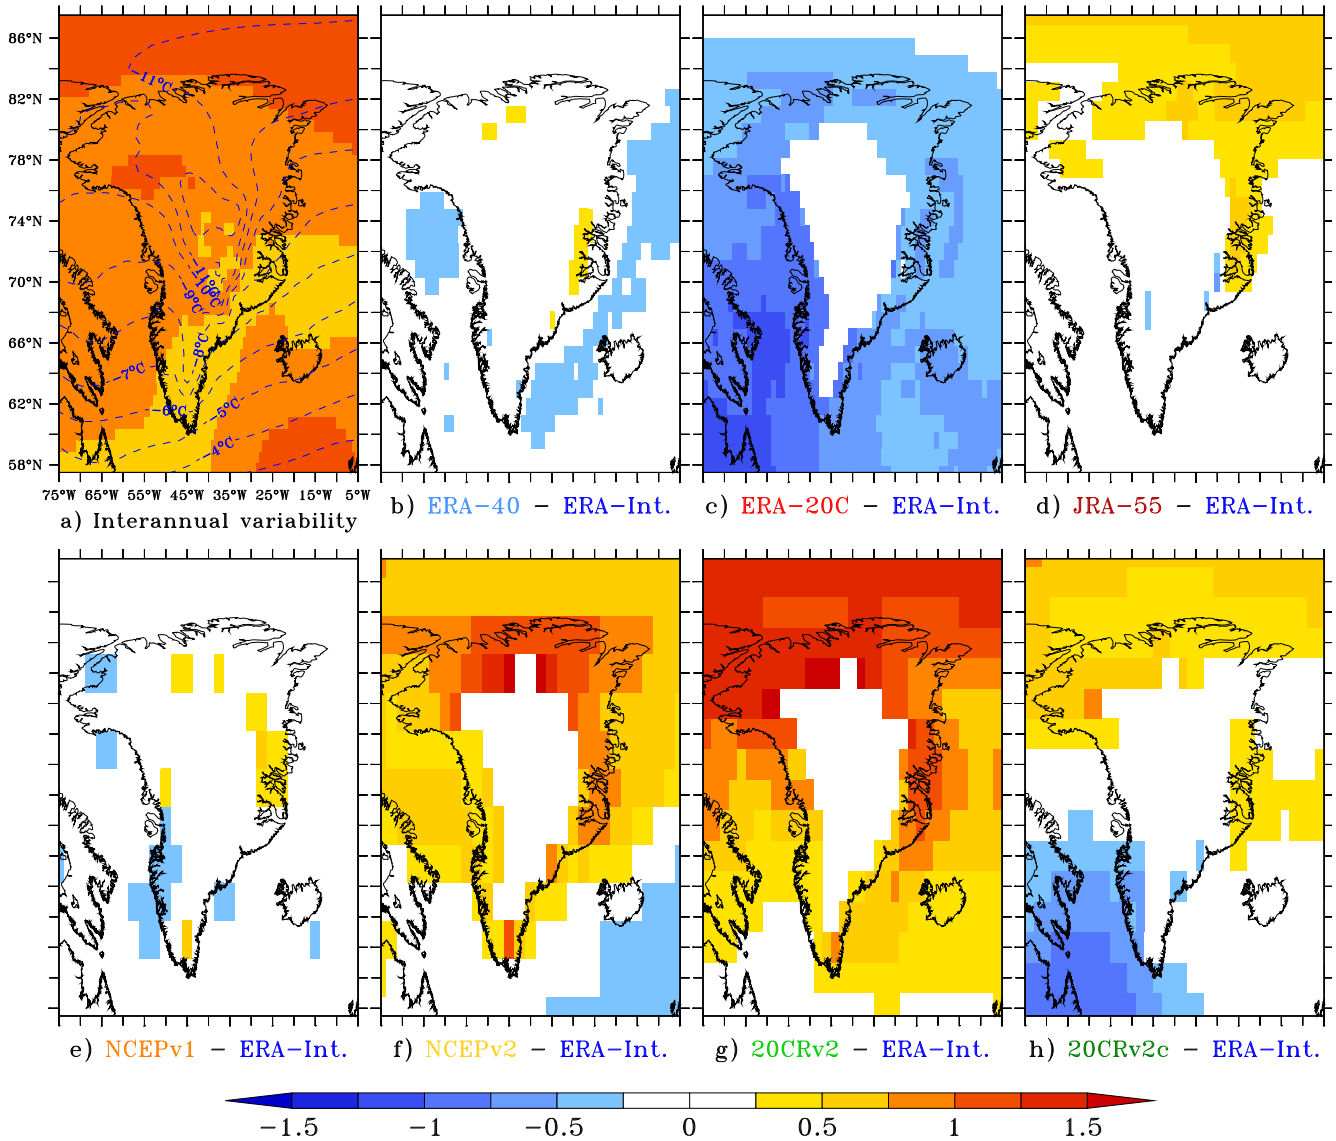 86°N
82°N
78°N
74°N
70°N
66°N
62°N
58°N
-11°C
-11°C
-10°C
-9°C
-8°C
-7°C
-6°C
-5°C
-4°C
75°W 65°W 55°W 45°W 35°W 25°W 15°W 5°W
a) Interannual variability
b) ERA-40 - ERA-Int.
c) ERA-20C - ERA-Int.
d) JRA-55 - ERA-Int.
e) NCEPv1 - ERA-Int.
f) NCEPv2 - ERA-Int.
g) 20CRv2 - ERA-Int.
h) 20CRv2c - ERA-Int.
-1.5 -1 -0.5 0 0.5 1 1.5